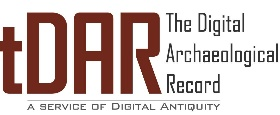 tDAR The Digital
Archaeological
Record
A SERVICE OF DIGITAL ANTIQUITY